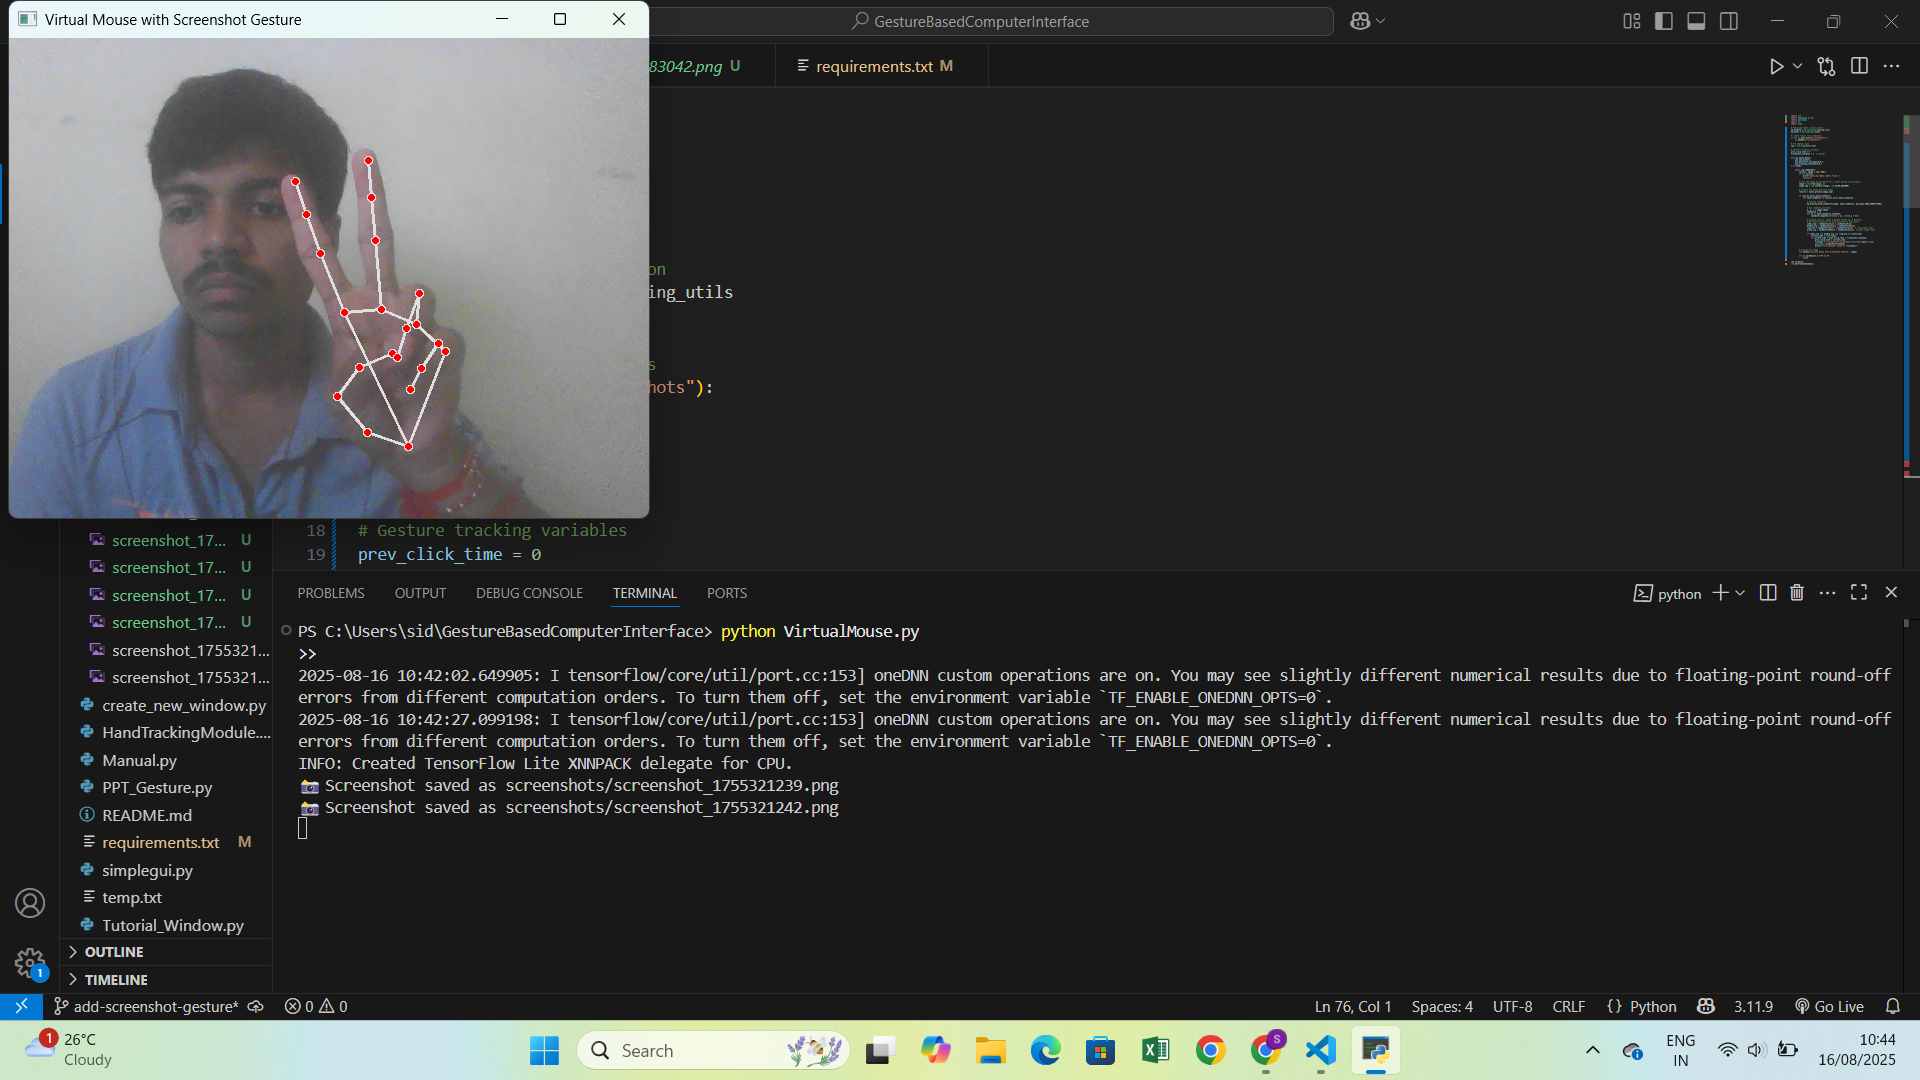 Virtual Mouse with Screenshot Gesture
GestureBasedComputerInterface
83042.png U
requirements.txt M
on
ing_utils
s
hots"):
18 # Gesture tracking variables
19 prev_click_time = 0
screenshot_17... U
screenshot_17... U
screenshot_17... U
screenshot_17... U
screenshot_1755321...
screenshot_1755321...
create_new_window.py
HandTrackingModule....
Manual.py
PPT_Gesture.py
README.md
requirements.txt M
simplegui.py
temp.txt
Tutorial_Window.py
OUTLINE
TIMELINE
1
PROBLEMS OUTPUT DEBUG CONSOLE TERMINAL PORTS
python
PS C:\Users\sid\GestureBasedComputerInterface> python VirtualMouse.py
>>
2025-08-16 10:42:02.649905: I tensorflow/core/util/port.cc:153] oneDNN custom operations are on. You may see slightly different numerical results due to floating-point round-off
errors from different computation orders. To turn them off, set the environment variable `TF_ENABLE_ONEDNN_OPTS=0`.
2025-08-16 10:42:27.099198: I tensorflow/core/util/port.cc:153] oneDNN custom operations are on. You may see slightly different numerical results due to floating-point round-off
errors from different computation orders. To turn them off, set the environment variable `TF_ENABLE_ONEDNN_OPTS=0`.
INFO: Created TensorFlow Lite XNNPACK delegate for CPU.
📸 Screenshot saved as screenshots/screenshot_1755321239.png
📸 Screenshot saved as screenshots/screenshot_1755321242.png
add-screenshot-gesture* 0 0
Ln 76, Col 1 Spaces: 4 UTF-8 CRLF {} Python 3.11.9 Go Live
1 26°C
Cloudy
Search
S
ENG
IN
10:44
16/08/2025